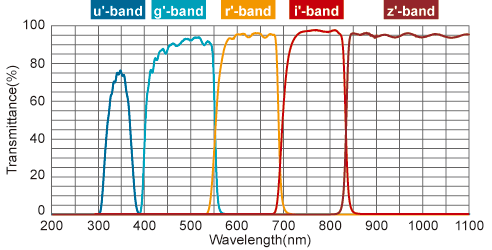 u'-band g'-band r'-band i'-band z'-band
Transmittance(%)
100
80
60
40
20
0
200 300 400 500 600 700 800 900 1000 1100
Wavelength(nm)